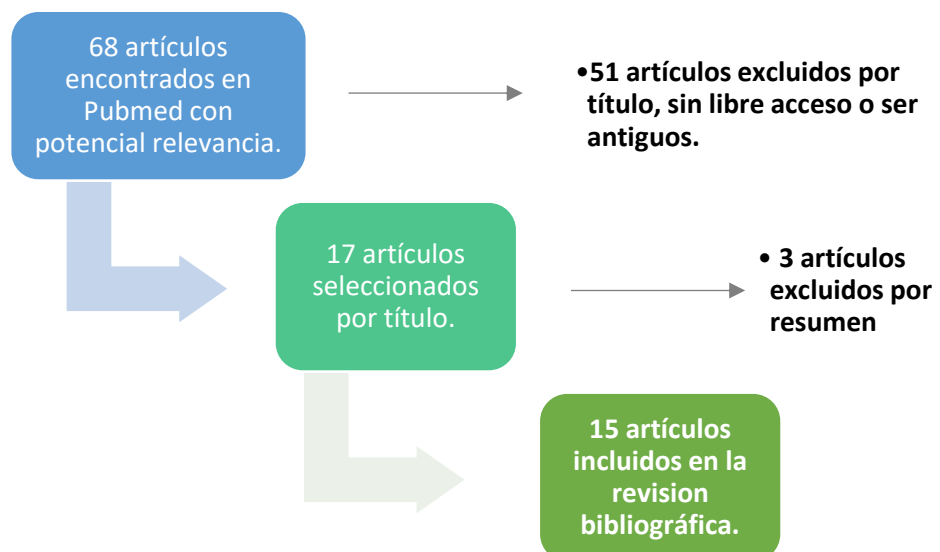 68 artículos
encontrados en
Pubmed con
potencial relevancia.
•51 artículos excluidos por
título, sin libre acceso o ser
antiguos.
17 artículos
seleccionados
por título.
• 3 artículos
excluidos por
resumen
15 artículos
incluidos en la
revision
bibliográfica.